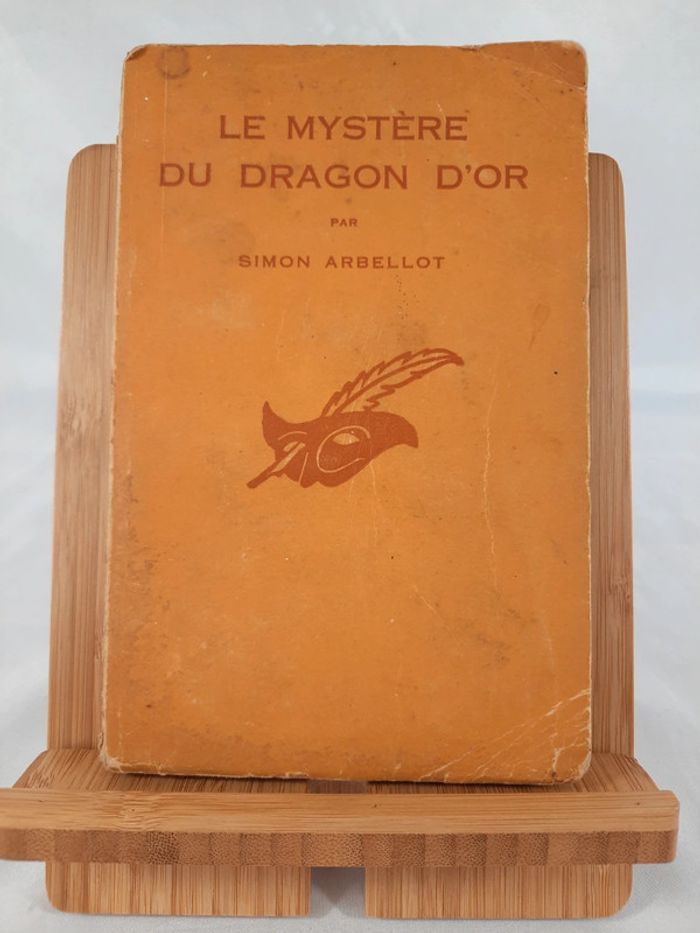 LE MYSTÈRE
DU DRAGON D'OR
PAR
SIMON ARBELLOT